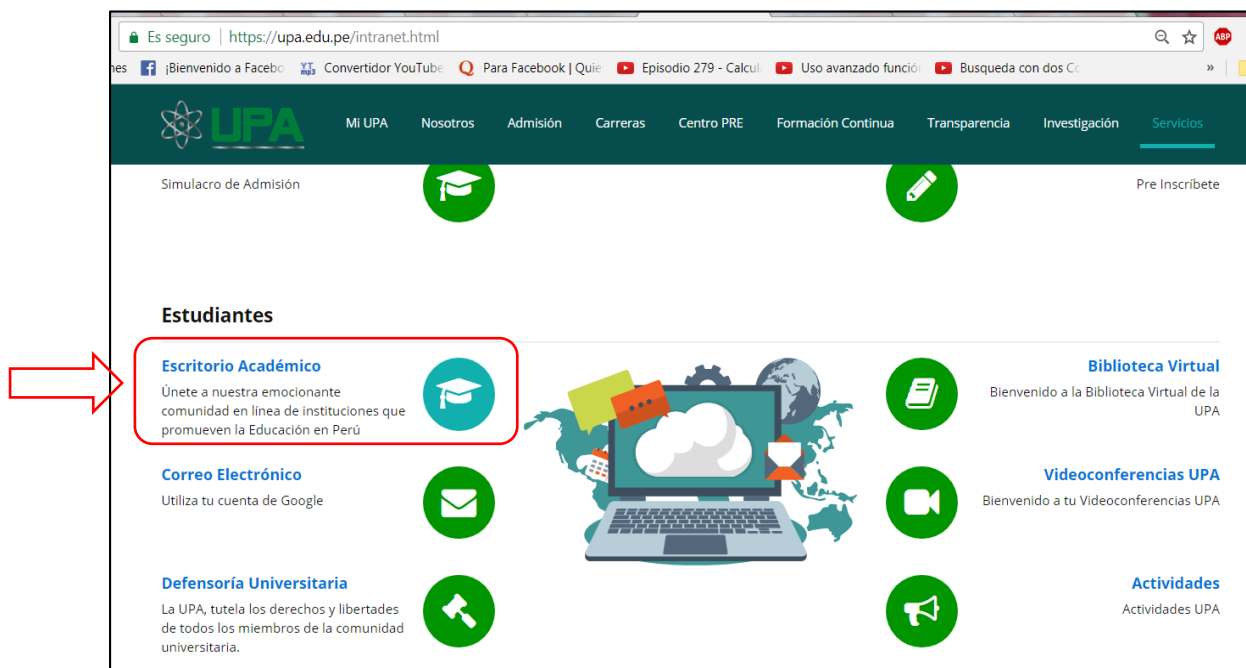 Es seguro | https://upa.edu.pe/intranet.html
ABP
nes ¡Bienvenido a Facebo YT mp3 Convertidor YouTube Q Para Facebook | Quie Episodio 279 - Calcul Uso avanzado funció Busqueda con dos Co »
UPA Mi UPA Nosotros Admisión Carreras Centro PRE Formación Continua Transparencia Investigación Servicios
Simulacro de Admisión
Pre Inscríbete
Estudiantes
Escritorio Académico
Únete a nuestra emocionante
comunidad en línea de instituciones que
promueven la Educación en Perú
Biblioteca Virtual
Bienvenido a la Biblioteca Virtual de la
UPA
Correo Electrónico
Utiliza tu cuenta de Google
Videoconferencias UPA
Bienvenido a tu Videoconferencias UPA
Defensoría Universitaria
La UPA, tutela los derechos y libertades
de todos los miembros de la comunidad
universitaria.
Actividades
Actividades UPA